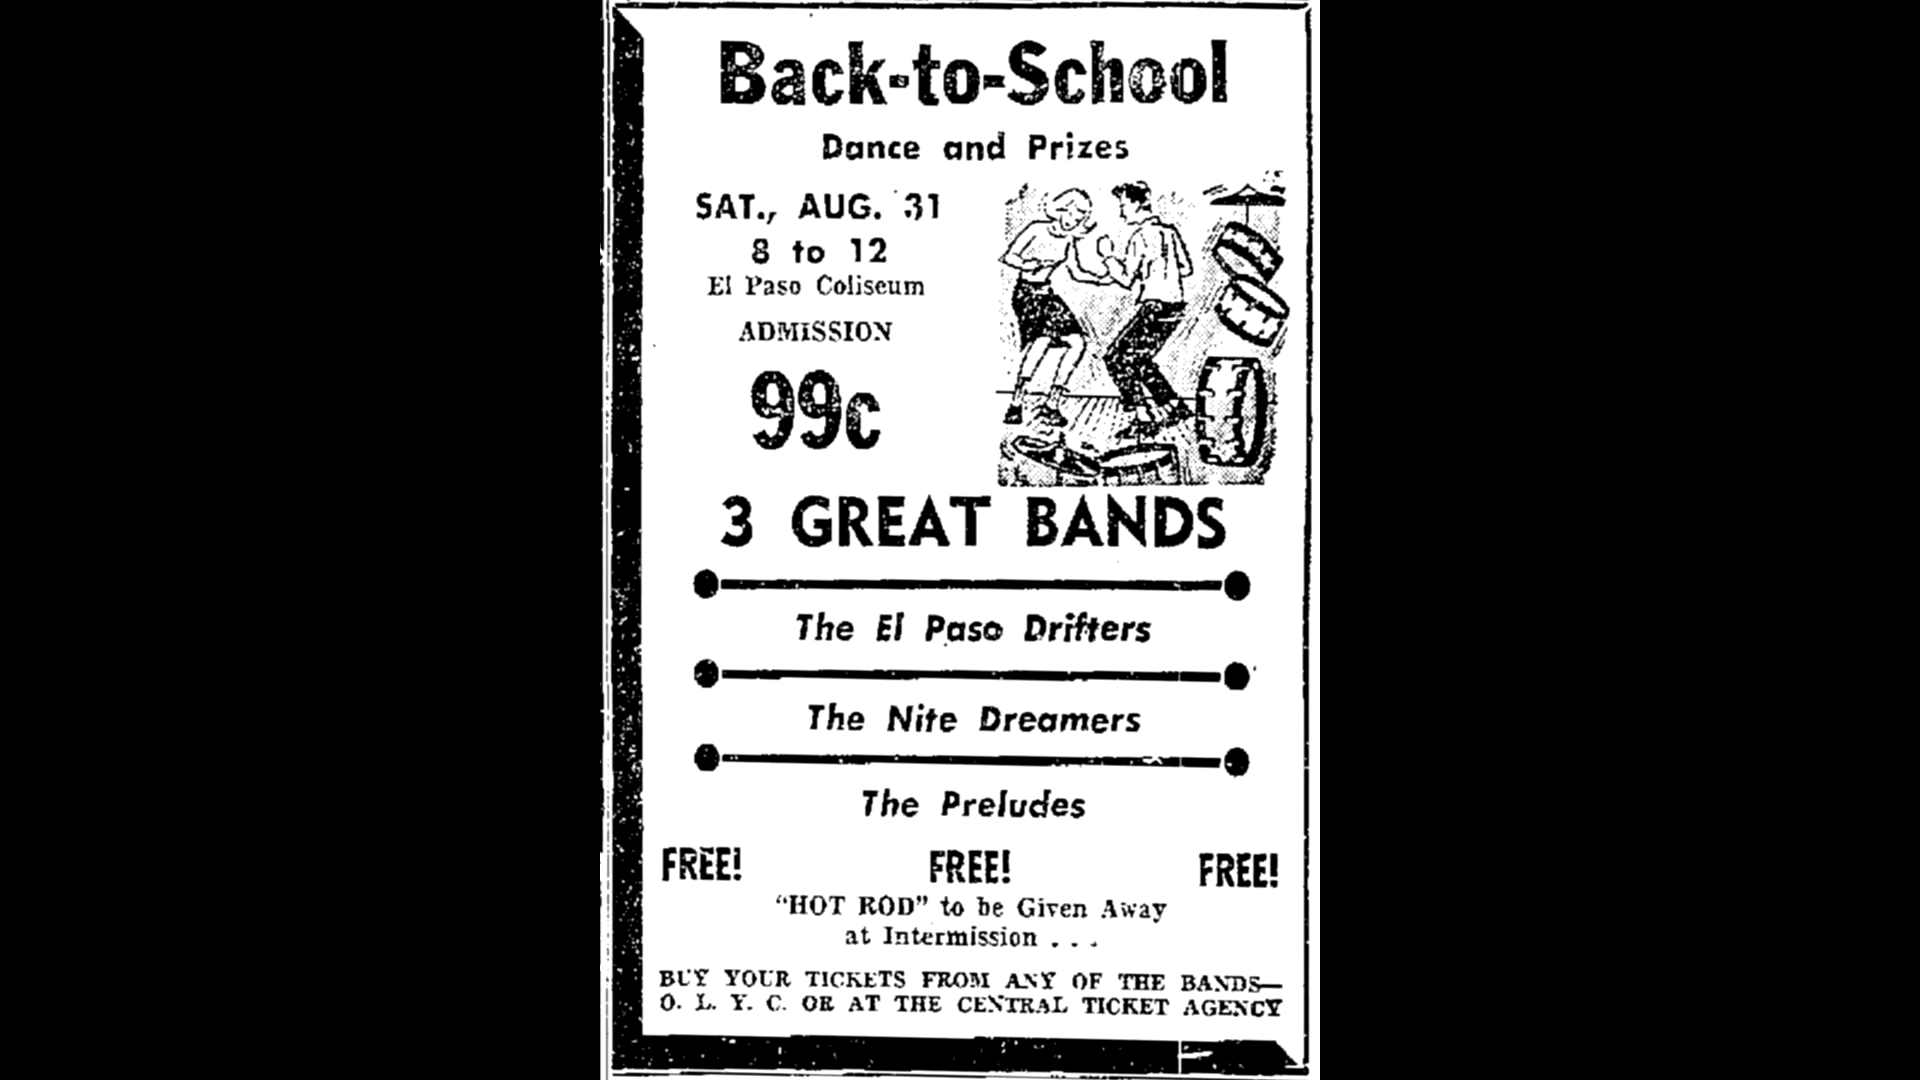 Back-to-School
Dance and Prizes
SAT., AUG. 31
8 to 12
El Paso Coliseum
ADMISSION
99c
3 GREAT BANDS
The El Paso Drifters
The Nite Dreamers
The Preludes
FREE! FREE! FREE!
"HOT ROD" to be Given Away
at Intermission . . .
BUY YOUR TICKETS FROM ANY OF THE BANDS—
O. L. Y. C. OR AT THE CENTRAL TICKET AGENCY